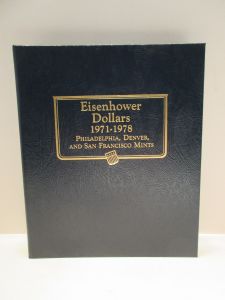 Eisenhower
Dollars
1971-1978
Philadelphia, Denver,
and San Francisco Mints